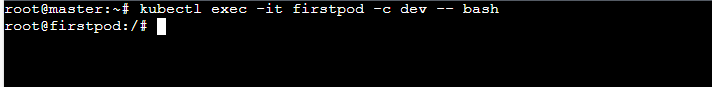 root@master:~# kubectl exec -it firstpod -c dev -- bash
root@firstpod:/#